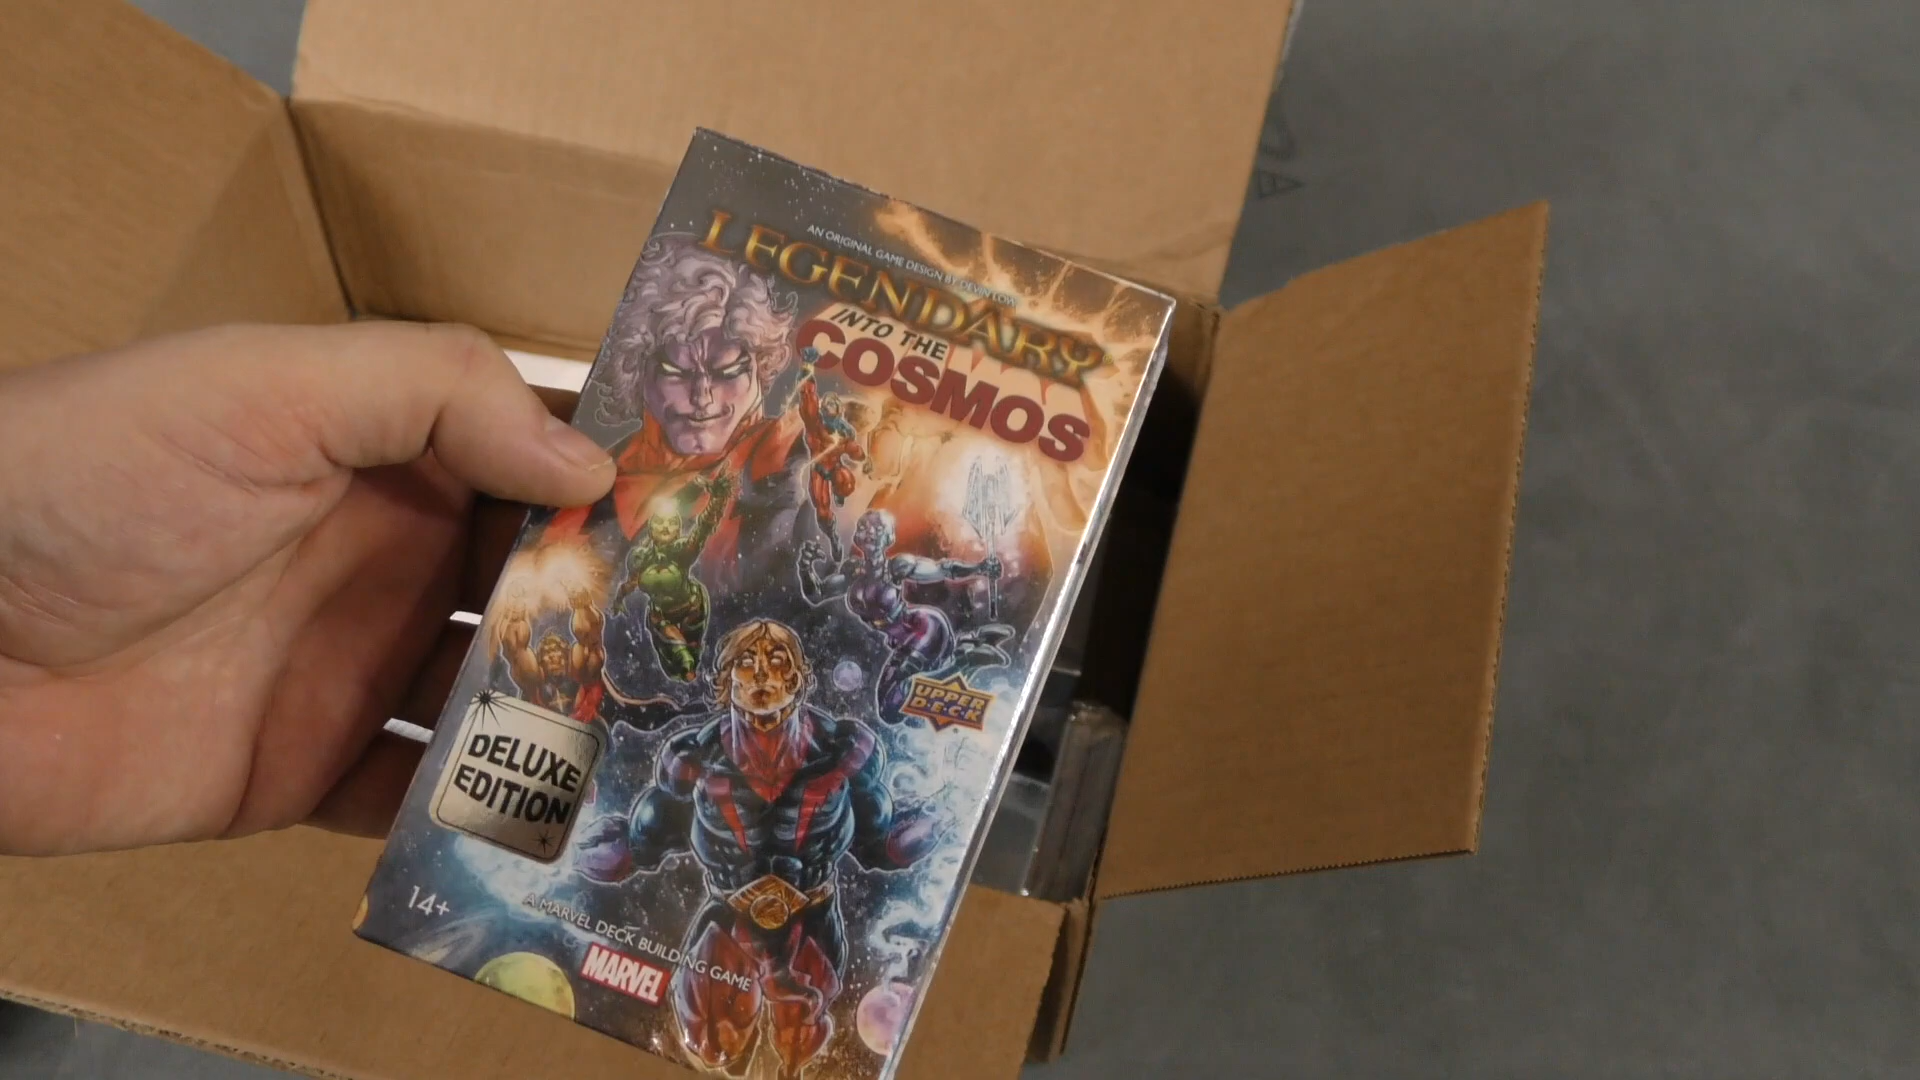 AN ORIGINAL GAME DESIGN BY DEVIN LOW
LEGENDARY
INTO THE
COSMOS
UPPER
D·E·C·K
DELUXE
EDITION
14+
A MARVEL DECK BUILDING GAME
MARVEL